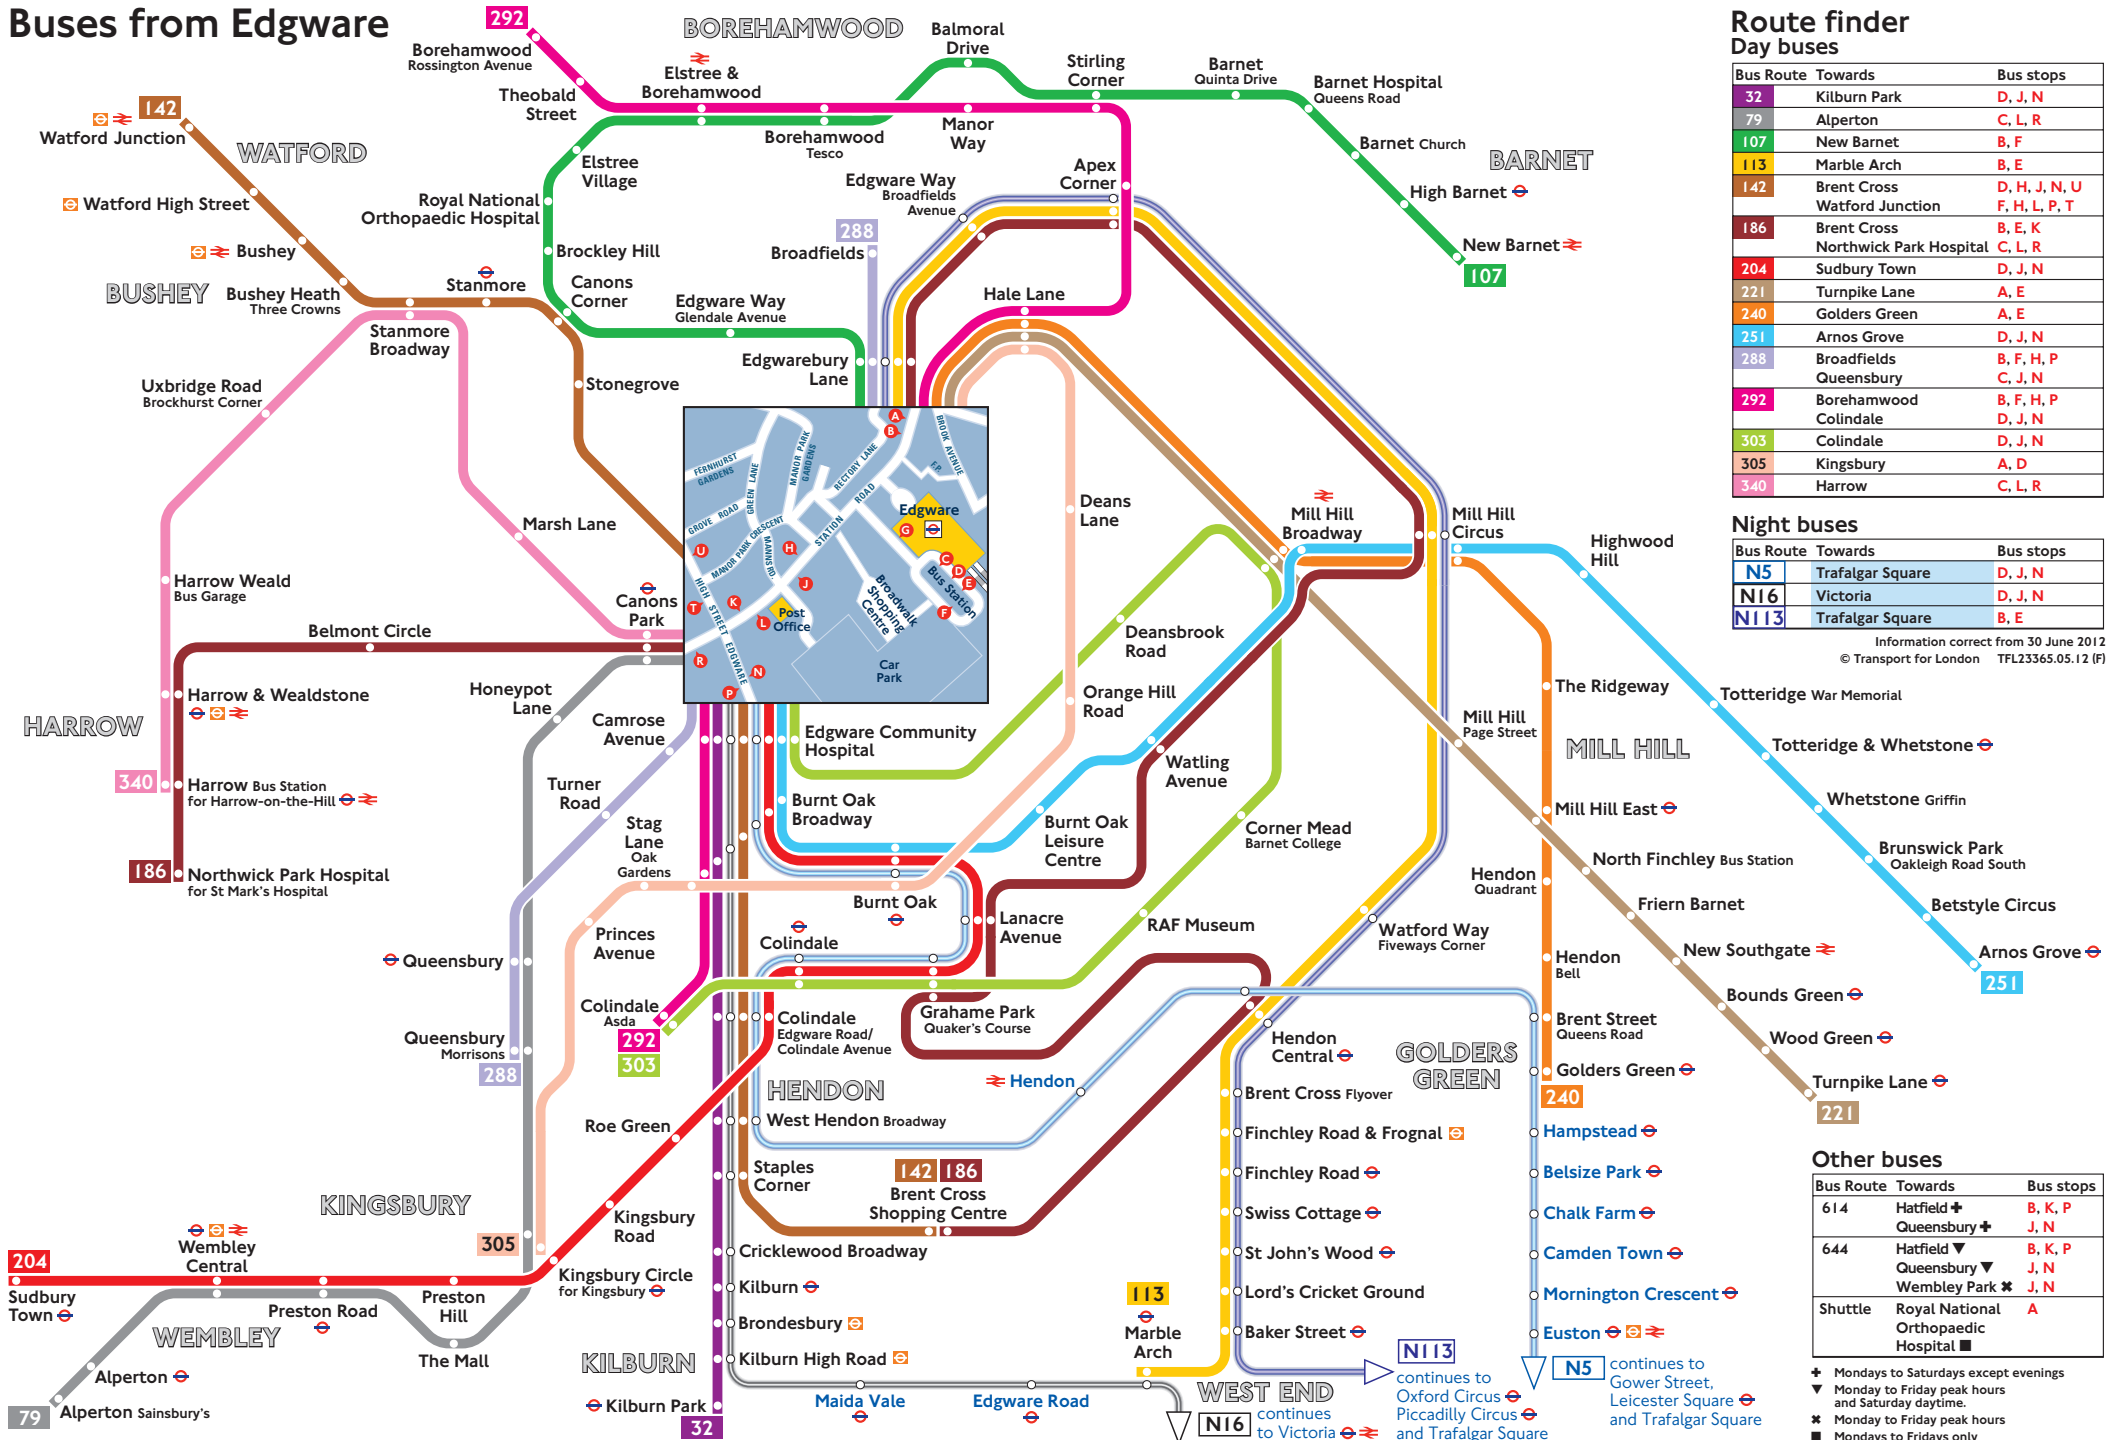 Buses from Edgware
292
Borehamwood
Rossington Avenue
BOREHAMWOOD
Elstree &
Borehamwood
Balmoral
Drive
Stirling
Corner
Barnet
Quinta Drive
Barnet Hospital
Queens Road
Theobald
Street
142
Watford Junction
WATFORD
Borehamwood
Tesco
Manor
Way
Barnet Church
BARNET
Elstree
Village
Apex
Corner
Edgware Way
Broadfields
Avenue
High Barnet
Watford High Street
Royal National
Orthopaedic Hospital
288
Broadfields
New Barnet
107
Bushey
Brockley Hill
BUSHEY
Bushey Heath
Three Crowns
Stanmore
Canons
Corner
Edgware Way
Glendale Avenue
Hale Lane
Stanmore
Broadway
Edgwarebury
Lane
Uxbridge Road
Brockhurst Corner
Stonegrove
A
B
FERNHURST
GARDENS
GREEN LANE
MANOR PARK
GARDENS
RECTORY LANE
BROOK AVENUE
F.P.
GROVE ROAD
MANOR PARK CRESCENT
MANNS RD.
STATION
ROAD
Edgware
G
U
H
C
D
E
F
J
K
T
L
R
N
P
HIGH STREET EDGWARE
Post
Office
Broadwalk
Shopping
Centre
Bus Station
Car
Park
Deans
Lane
Mill Hill
Broadway
Mill Hill
Circus
Highwood
Hill
Marsh Lane
Harrow Weald
Bus Garage
Canons
Park
Belmont Circle
Deansbrook
Road
Harrow & Wealdstone
Honeypot
Lane
Orange Hill
Road
The Ridgeway
Totteridge War Memorial
HARROW
Camrose
Avenue
Edgware Community
Hospital
Mill Hill
Page Street
MILL HILL
Totteridge & Whetstone
340
Harrow Bus Station
for Harrow-on-the-Hill
Turner
Road
Watling
Avenue
Burnt Oak
Broadway
Mill Hill East
Whetstone Griffin
Stag
Lane
Oak
Gardens
Burnt Oak
Leisure
Centre
Corner Mead
Barnet College
186
Northwick Park Hospital
for St Mark's Hospital
North Finchley Bus Station
Brunswick Park
Oakleigh Road South
Hendon
Quadrant
Burnt Oak
Princes
Avenue
Lanacre
Avenue
RAF Museum
Watford Way
Fiveways Corner
Friern Barnet
Betstyle Circus
Colindale
Queensbury
New Southgate
Arnos Grove
251
Hendon
Bell
Colindale
Asda
292
303
Colindale
Edgware Road/
Colindale Avenue
Grahame Park
Quaker's Course
Bounds Green
Brent Street
Queens Road
Queensbury
Morrisons
288
Hendon
Central
GOLDERS
GREEN
Wood Green
Hendon
Golders Green
240
Turnpike Lane
221
HENDON
Brent Cross Flyover
Roe Green
West Hendon Broadway
Finchley Road & Frognal
Hampstead
Staples
Corner
142
186
Brent Cross
Shopping Centre
Finchley Road
Belsize Park
KINGSBURY
Kingsbury
Road
Swiss Cottage
Chalk Farm
305
Wembley
Central
Cricklewood Broadway
St John's Wood
Camden Town
204
Sudbury
Town
Kingsbury Circle
for Kingsbury
Kilburn
Lord's Cricket Ground
Mornington Crescent
Preston Road
Preston
Hill
113
Marble
Arch
WEMBLEY
Brondesbury
Baker Street
Euston
The Mall
KILBURN
Kilburn High Road
N113
continues to
Oxford Circus
Piccadilly Circus
and Trafalgar Square
N5
continues to
Gower Street,
Leicester Square
and Trafalgar Square
Alperton
79
Alperton Sainsbury's
Kilburn Park
32
Maida Vale
Edgware Road
WEST END
N16
continues
to Victoria
Route finder
Day buses
Bus Route Towards Bus stops
32 Kilburn Park D, J, N
79 Alperton C, L, R
107 New Barnet B, F
113 Marble Arch B, E
142 Brent Cross D, H, J, N, U
Watford Junction F, H, L, P, T
186 Brent Cross B, E, K
Northwick Park Hospital C, L, R
204 Sudbury Town D, J, N
221 Turnpike Lane A, E
240 Golders Green A, E
251 Arnos Grove D, J, N
288 Broadfields B, F, H, P
Queensbury C, J, N
292 Borehamwood B, F, H, P
Colindale D, J, N
303 Colindale D, J, N
305 Kingsbury A, D
340 Harrow C, L, R
Night buses
Bus Route Towards Bus stops
N5 Trafalgar Square D, J, N
N16 Victoria D, J, N
N113 Trafalgar Square B, E
Information correct from 30 June 2012
© Transport for London TFL23365.05.12 (F)
Other buses
Bus Route Towards Bus stops
614 Hatfield ✚ B, K, P
Queensbury ✚ J, N
644 Hatfield ▼ B, K, P
Queensbury ▼ J, N
Wembley Park ✖ J, N
Shuttle Royal National A
Orthopaedic
Hospital ■
✚ Mondays to Saturdays except evenings
▼ Monday to Friday peak hours
and Saturday daytime.
✖ Monday to Friday peak hours
■ Mondays to Fridays only